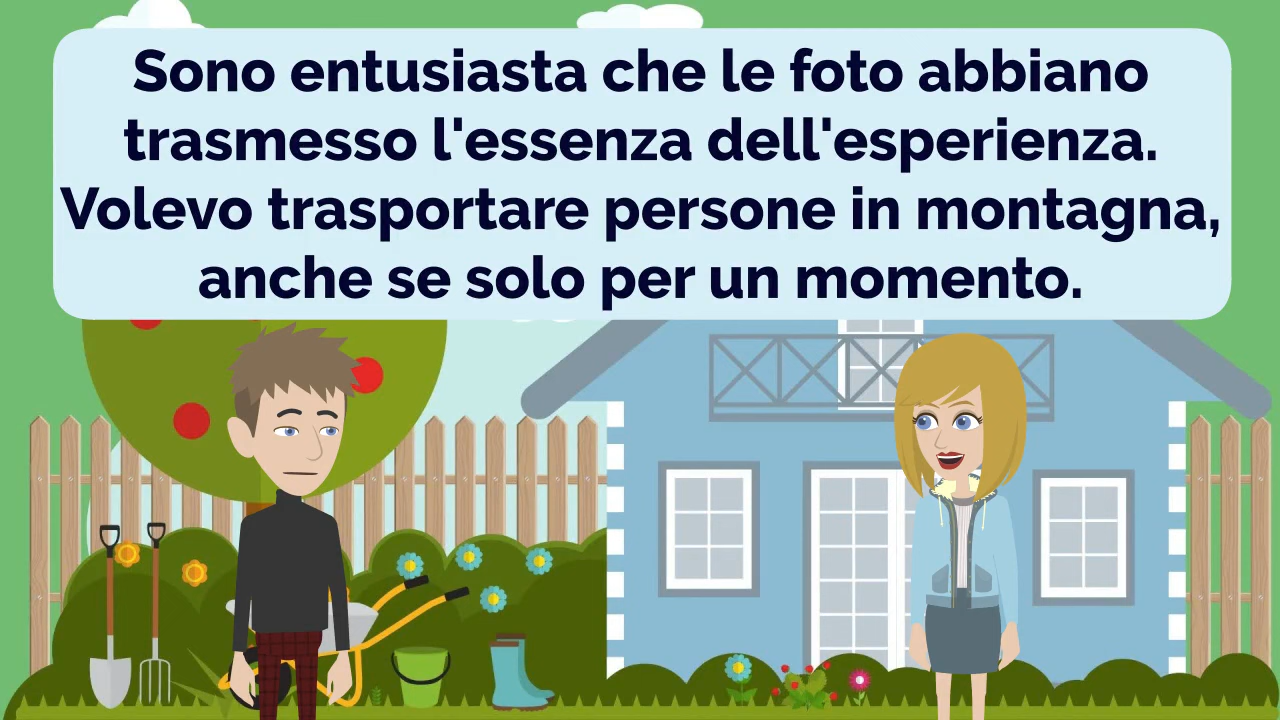 Sono entusiasta che le foto abbiano
trasmesso l'essenza dell'esperienza.
Volevo trasportare persone in montagna,
anche se solo per un momento.